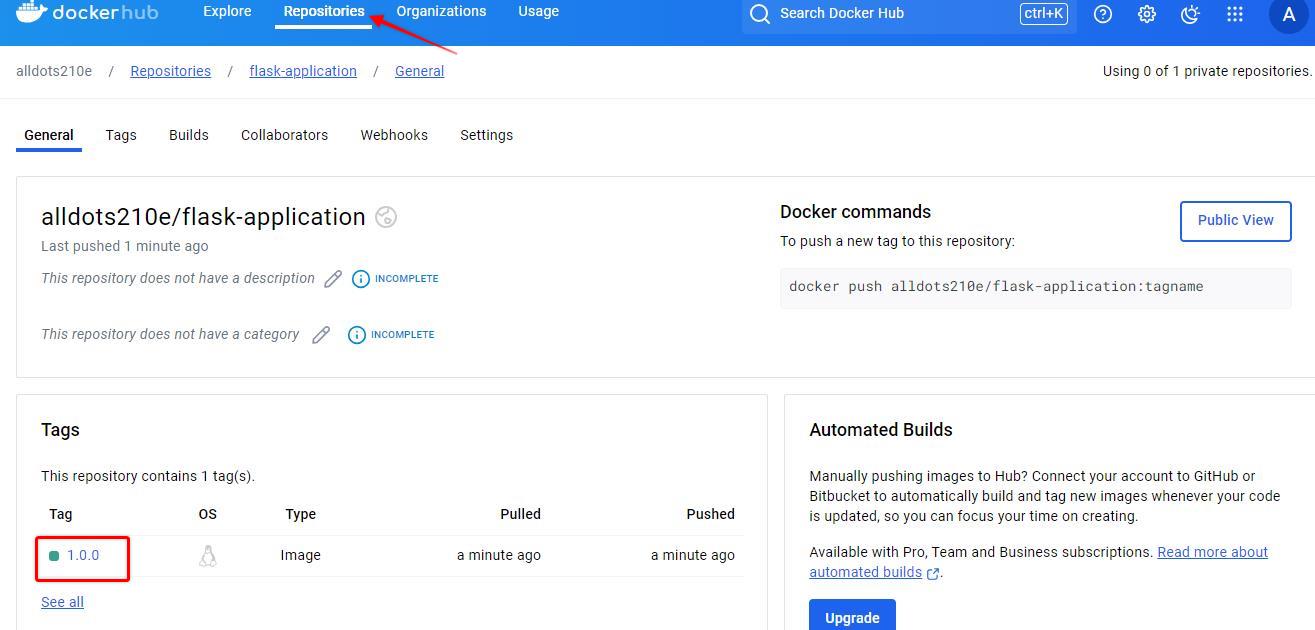 dockerhub Explore Repositories Organizations Usage Search Docker Hub ctrl+K ? A
alldots210e / Repositories / flask-application / General Using 0 of 1 private repositories.
General Tags Builds Collaborators Webhooks Settings
alldots210e/flask-application
Last pushed 1 minute ago
This repository does not have a description INCOMPLETE
This repository does not have a category INCOMPLETE
Docker commands
Public View
To push a new tag to this repository:
docker push alldots210e/flask-application:tagname
Tags
This repository contains 1 tag(s).
Tag OS Type Pulled Pushed
1.0.0 Image a minute ago a minute ago
See all
Automated Builds
Manually pushing images to Hub? Connect your account to GitHub or
Bitbucket to automatically build and tag new images whenever your code
is updated, so you can focus your time on creating.
Available with Pro, Team and Business subscriptions. Read more about
automated builds.
Upgrade